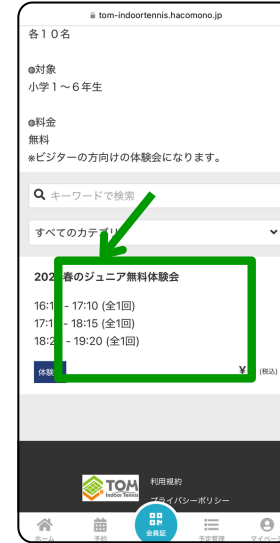 tom-indoortennis.hacomono.jp
各10名
◎対象
小学1～6年生
◎料金
無料
※ビジターの方向けの体験会になります。
キーワードで検索
すべてのカテゴリ
春のジュニア無料体験会
- 17:10 (全1回)
- 18:15 (全1回)
- 19:20 (全1回)
体験
¥ (税込)
TOM
Indoor Tennis
利用規約
プライバシーポリシー
ホーム
予約
会員証
予定管理
マイページ